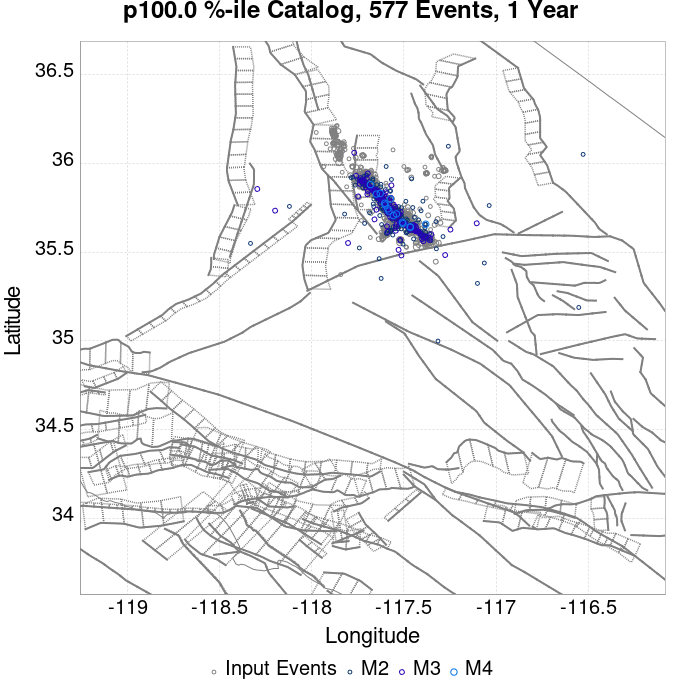 p100.0 %-ile Catalog, 577 Events, 1 Year
36.5
36
35.5
35
34.5
34
Latitude
-119 -118.5 -118 -117.5 -117 -116.5
Longitude
Input Events M2 M3 M4